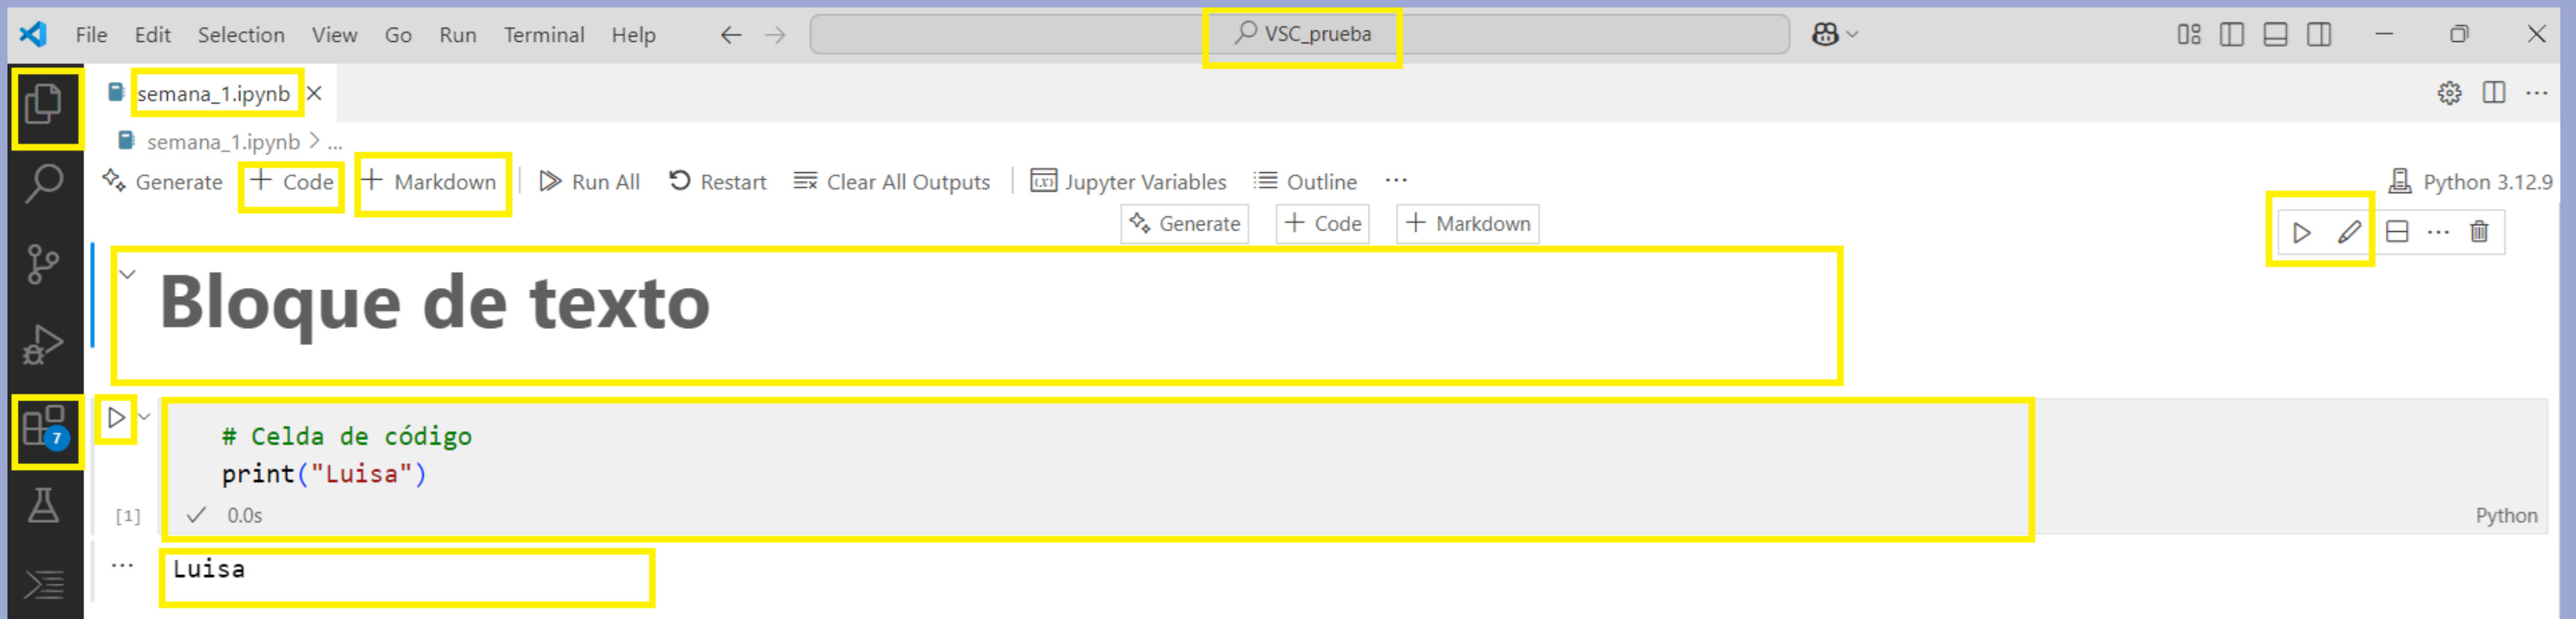 File Edit Selection View Go Run Terminal Help VSC_prueba
semana_1.ipynb
semana_1.ipynb > ...
Generate + Code + Markdown Run All Restart Clear All Outputs Jupyter Variables Outline ... Python 3.12.9
Generate + Code + Markdown
Bloque de texto
# Celda de código
print("Luisa")
7
[1] 0.0s Python
... Luisa